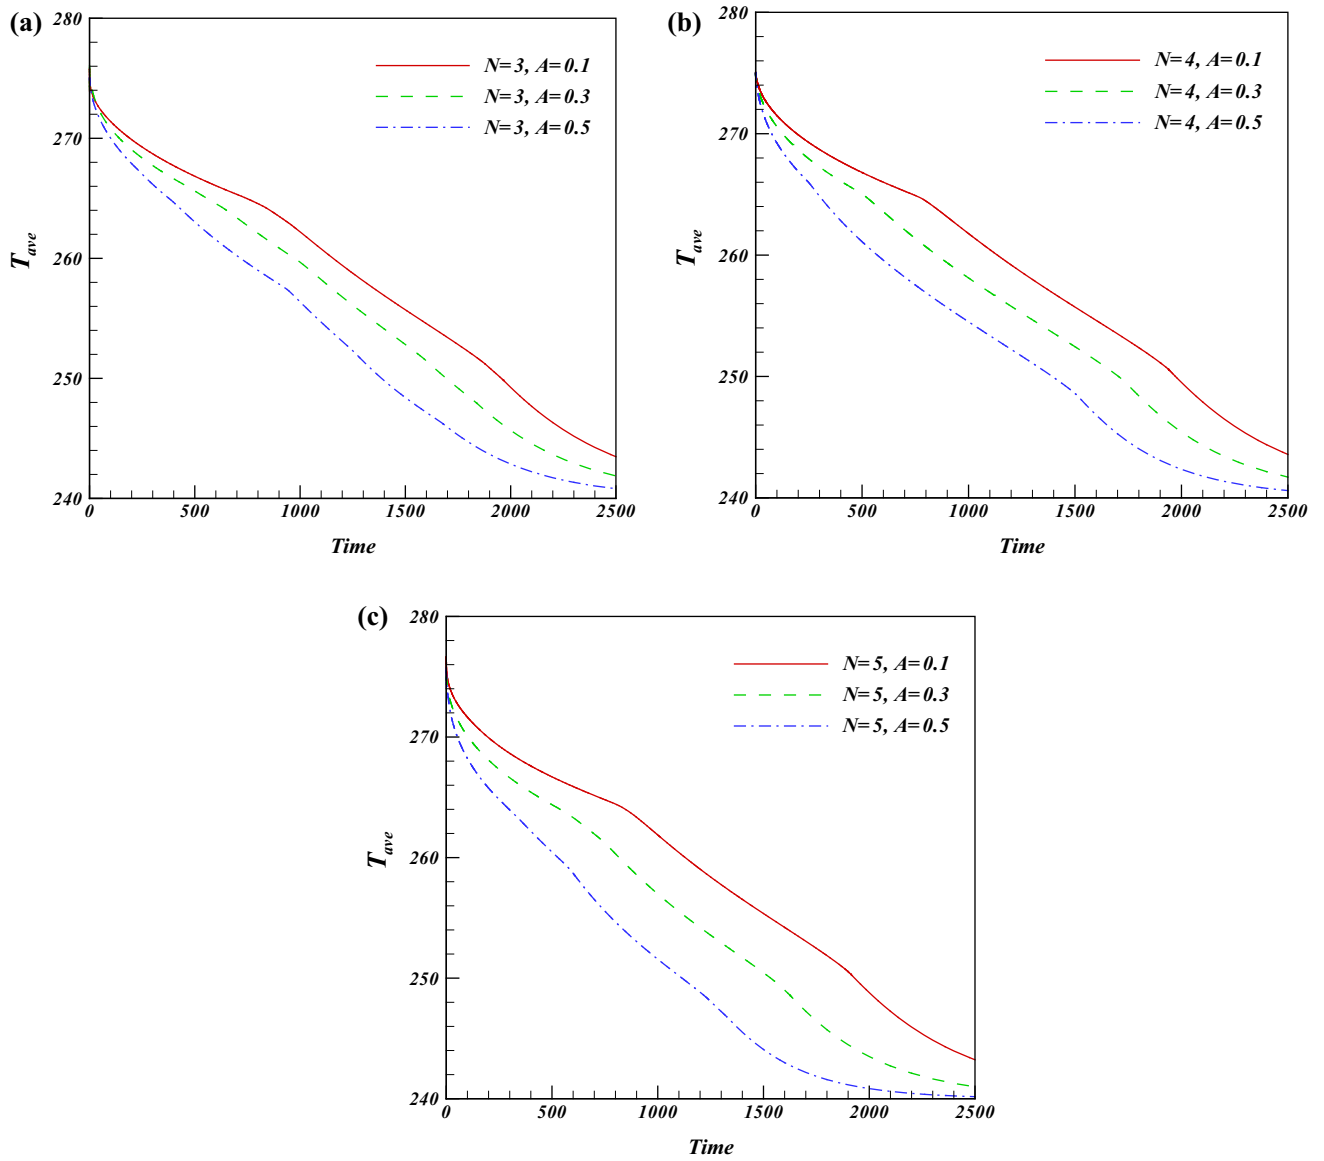 (a)
280
270
260
250
240
T_ave
N=3, A=0.1
N=3, A=0.3
N=3, A=0.5
0 500 1000 1500 2000 2500
Time
(b)
280
270
260
250
240
T_ave
N=4, A=0.1
N=4, A=0.3
N=4, A=0.5
0 500 1000 1500 2000 2500
Time
(c)
280
270
260
250
240
T_ave
N=5, A=0.1
N=5, A=0.3
N=5, A=0.5
0 500 1000 1500 2000 2500
Time